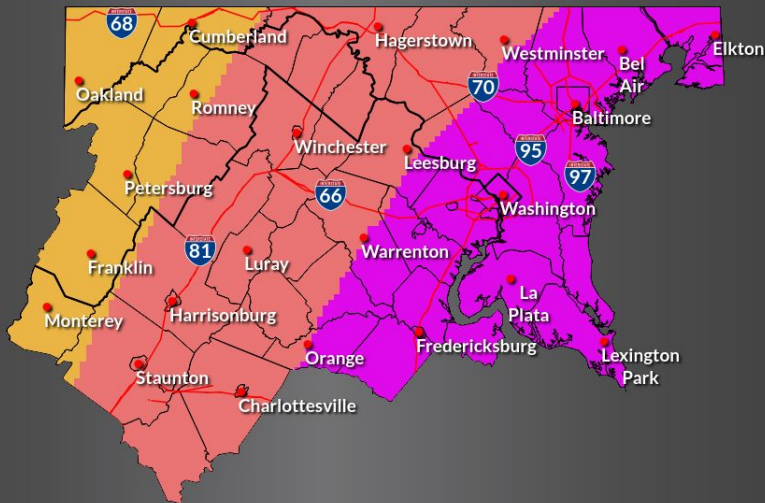 68
Cumberland
Hagerstown
Westminster
Elkton
Bel
Air
Oakland
Romney
70
Baltimore
Winchester
Leesburg
95
97
Petersburg
66
Washington
81
Warrenton
Franklin
Luray
La
Plata
Monterey
Harrisonburg
Orange
Fredericksburg
Lexington
Park
Staunton
Charlottesville